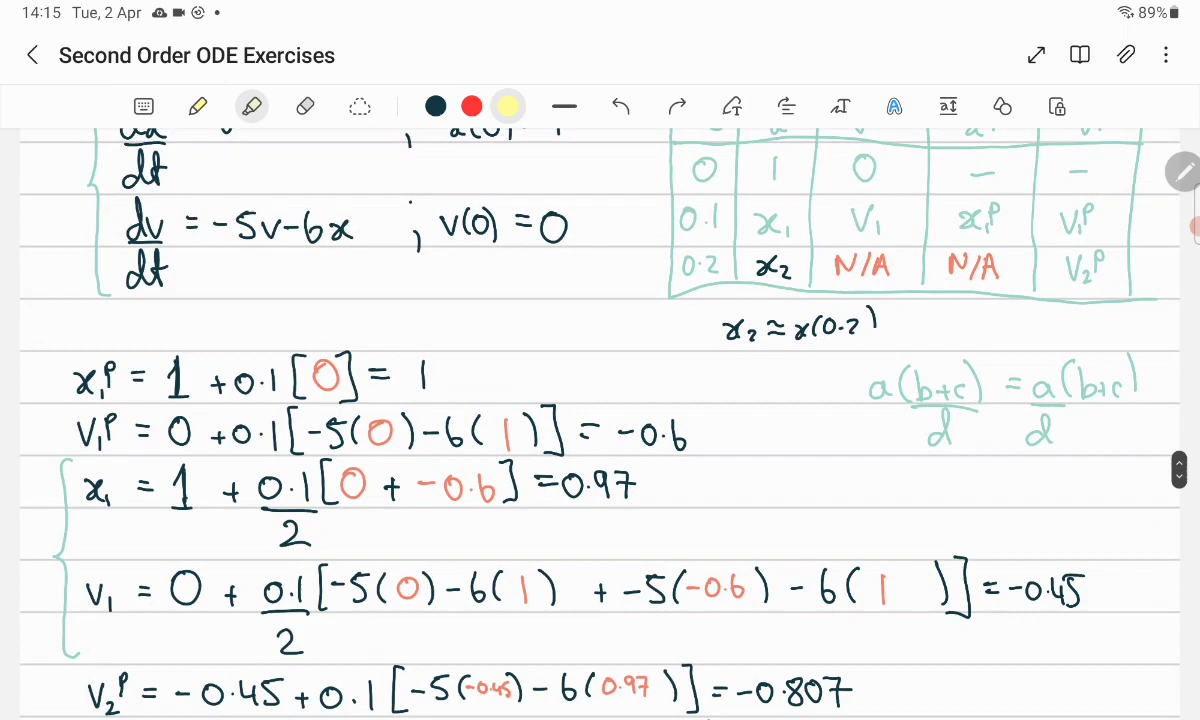 14:15 Tue, 2 Apr 89%
Second Order ODE Exercises
dt
dv/dt = -5v-6x ; v(0) = 0
0 1 0 - -
0.1 x₁ V₁ x₁ᵖ V₁ᵖ
0.2 x₂ N/A N/A V₂ᵖ
x₂ ≈ x(0.2)
x₁ᵖ = 1 + 0.1 [0] = 1
a(b+c)/d = a/d (b+c)
V₁ᵖ = 0 + 0.1 [-5(0) - 6(1)] = -0.6
x₁ = 1 + 0.1/2 [0 + -0.6] = 0.97
V₁ = 0 + 0.1/2 [-5(0) - 6(1) + -5(-0.6) - 6(1)] = -0.45
V₂ᵖ = -0.45 + 0.1 [-5(-0.45) - 6(0.97)] = -0.807